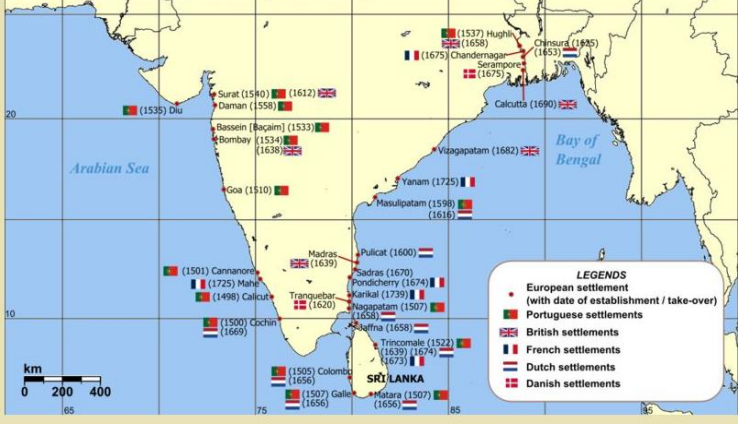 (1537) Hughli
(1658)
Chinsura (1625)
(1653)
(1675) Chandernagar
Serampore
(1675)
Calcutta (1690)
Surat (1540) (1612)
Daman (1558)
(1535) Diu
20
Bassein [Baçaim] (1533)
Bombay (1534)
(1638)
Vizagapatam (1682)
Bay of
Bengal
Arabian Sea
Yanam (1725)
Goa (1510)
Masulipatam (1598)
(1616)
Madras
(1639)
Pulicat (1600)
(1501) Cannanore
Sadras (1670)
(1725) Mahe
Pondicherry (1674)
(1498) Calicut
Tranquebar
(1620)
Karikal (1739)
Nagapatam (1507)
(1658)
10
(1500) Cochin
(1669)
Jaffna (1658)
Trincomale (1522)
(1639) (1674)
(1673)
(1505) Colombo
(1656)
SRI LANKA
(1507) Galle
(1656)
Matara (1507)
(1656)
km
0 200 400
65
75
85
95
LEGENDS
European settlement
(with date of establishment / take-over)
Portuguese settlements
British settlements
French settlements
Dutch settlements
Danish settlements